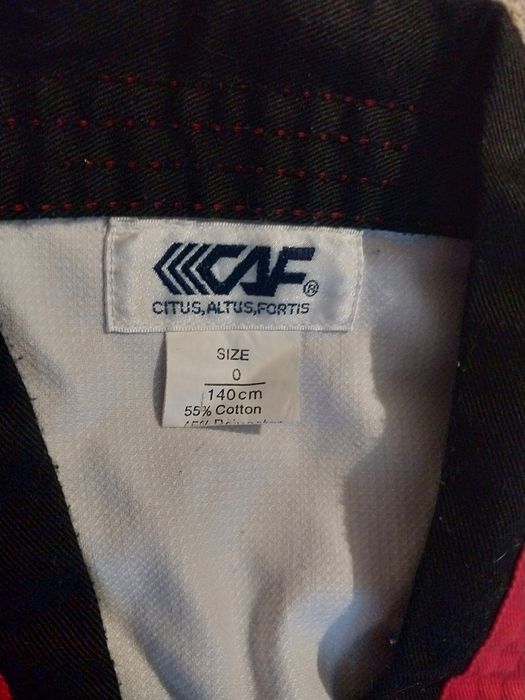 CAF®
CITUS,ALTUS,FORTIS
SIZE
0
140cm
55% Cotton